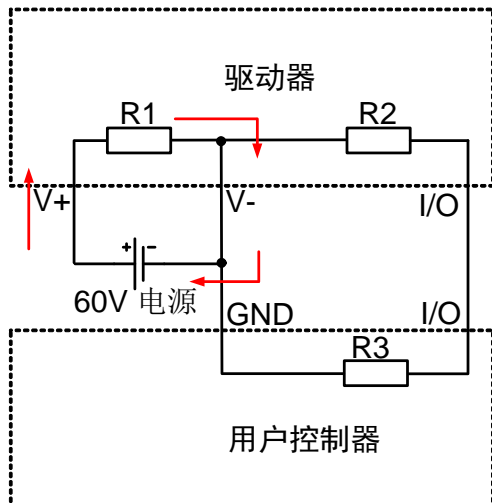 驱动器
R1
R2
V+
V-
I/O
+ -
60V 电源
GND
I/O
R3
用户控制器